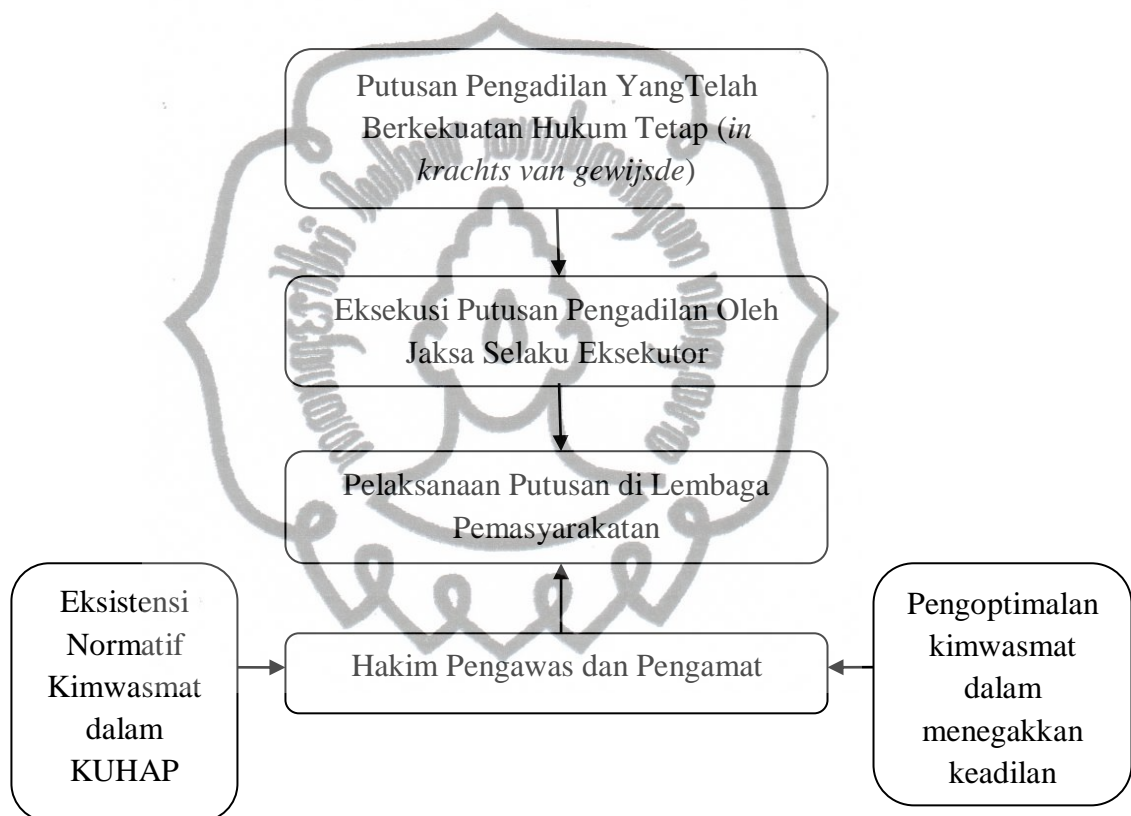 Putusan Pengadilan YangTelah
Berkekuatan Hukum Tetap (in
krachts van gewijsde)
Eksekusi Putusan Pengadilan Oleh
Jaksa Selaku Eksekutor
Pelaksanaan Putusan di Lembaga
Pemasyarakatan
Eksistensi
Normatif
Kimwasmat
dalam
KUHAP
Hakim Pengawas dan Pengamat
Pengoptimalan
kimwasmat
dalam
menegakkan
keadilan